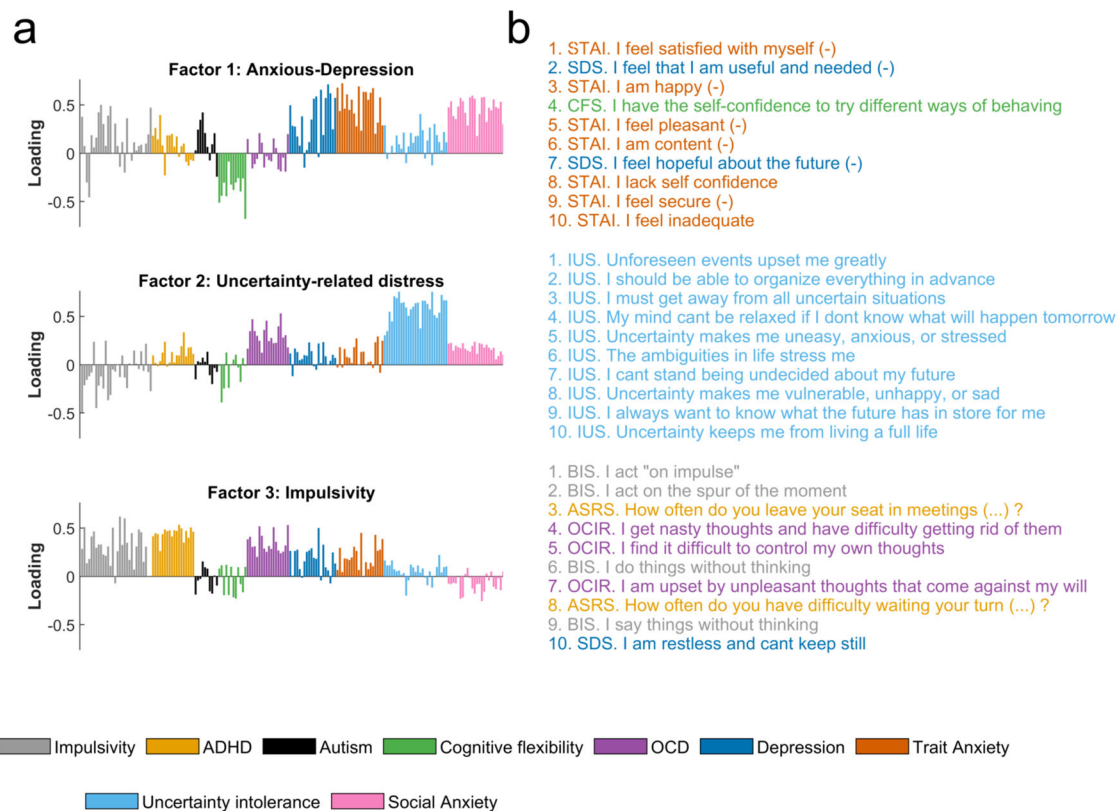 a
b
Factor 1: Anxious-Depression
Loading
0.5
0
-0.5
1. STAI. I feel satisfied with myself (-)
2. SDS. I feel that I am useful and needed (-)
3. STAI. I am happy (-)
4. CFS. I have the self-confidence to try different ways of behaving
5. STAI. I feel pleasant (-)
6. STAI. I am content (-)
7. SDS. I feel hopeful about the future (-)
8. STAI. I lack self confidence
9. STAI. I feel secure (-)
10. STAI. I feel inadequate
Factor 2: Uncertainty-related distress
Loading
0.5
0
-0.5
1. IUS. Unforeseen events upset me greatly
2. IUS. I should be able to organize everything in advance
3. IUS. I must get away from all uncertain situations
4. IUS. My mind cant be relaxed if I dont know what will happen tomorrow
5. IUS. Uncertainty makes me uneasy, anxious, or stressed
6. IUS. The ambiguities in life stress me
7. IUS. I cant stand being undecided about my future
8. IUS. Uncertainty makes me vulnerable, unhappy, or sad
9. IUS. I always want to know what the future has in store for me
10. IUS. Uncertainty keeps me from living a full life
Factor 3: Impulsivity
Loading
0.5
0
-0.5
1. BIS. I act "on impulse"
2. BIS. I act on the spur of the moment
3. ASRS. How often do you leave your seat in meetings (...) ?
4. OCIR. I get nasty thoughts and have difficulty getting rid of them
5. OCIR. I find it difficult to control my own thoughts
6. BIS. I do things without thinking
7. OCIR. I am upset by unpleasant thoughts that come against my will
8. ASRS. How often do you have difficulty waiting your turn (...) ?
9. BIS. I say things without thinking
10. SDS. I am restless and cant keep still
Impulsivity ADHD Autism Cognitive flexibility OCD Depression Trait Anxiety
Uncertainty intolerance Social Anxiety